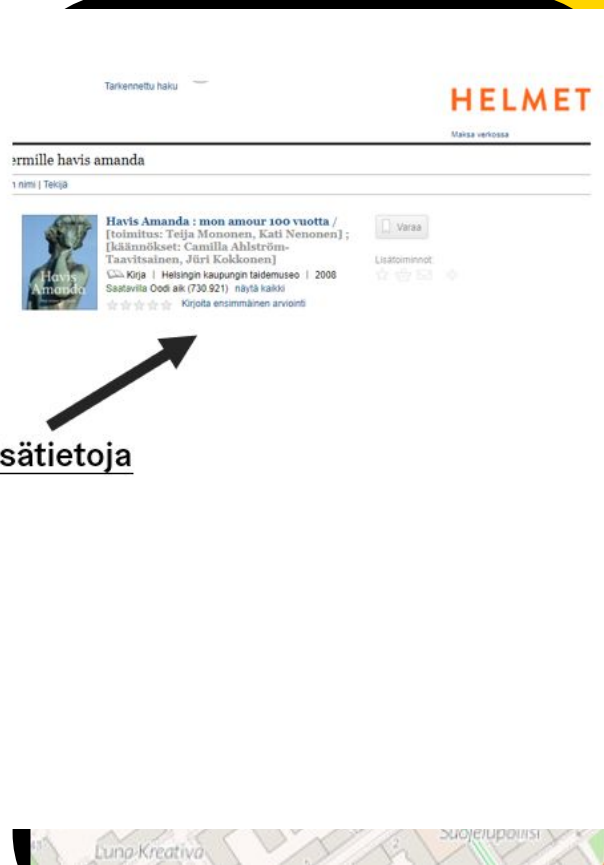 Tarkennettu haku
HELMET
Maksa verkossa
ermille havis amanda
n nimi | Tekijä
Havis Amanda : mon amour 100 vuotta /
[toimitus: Teija Mononen, Kati Nenonen] ;
[käännökset: Camilla Ahlström-
Taavitsainen, Jüri Kokkonen]
Kirja | Helsingin kaupungin taidemuseo | 2008
Saatavilla Oodi aik (730.921) näytä kaikki
Kirjoita ensimmäinen arviointi
Havis
Amanda
Varaa
Lisätoiminnot
sätietoja
Luna Kreativa
2
Suojelupoliisi